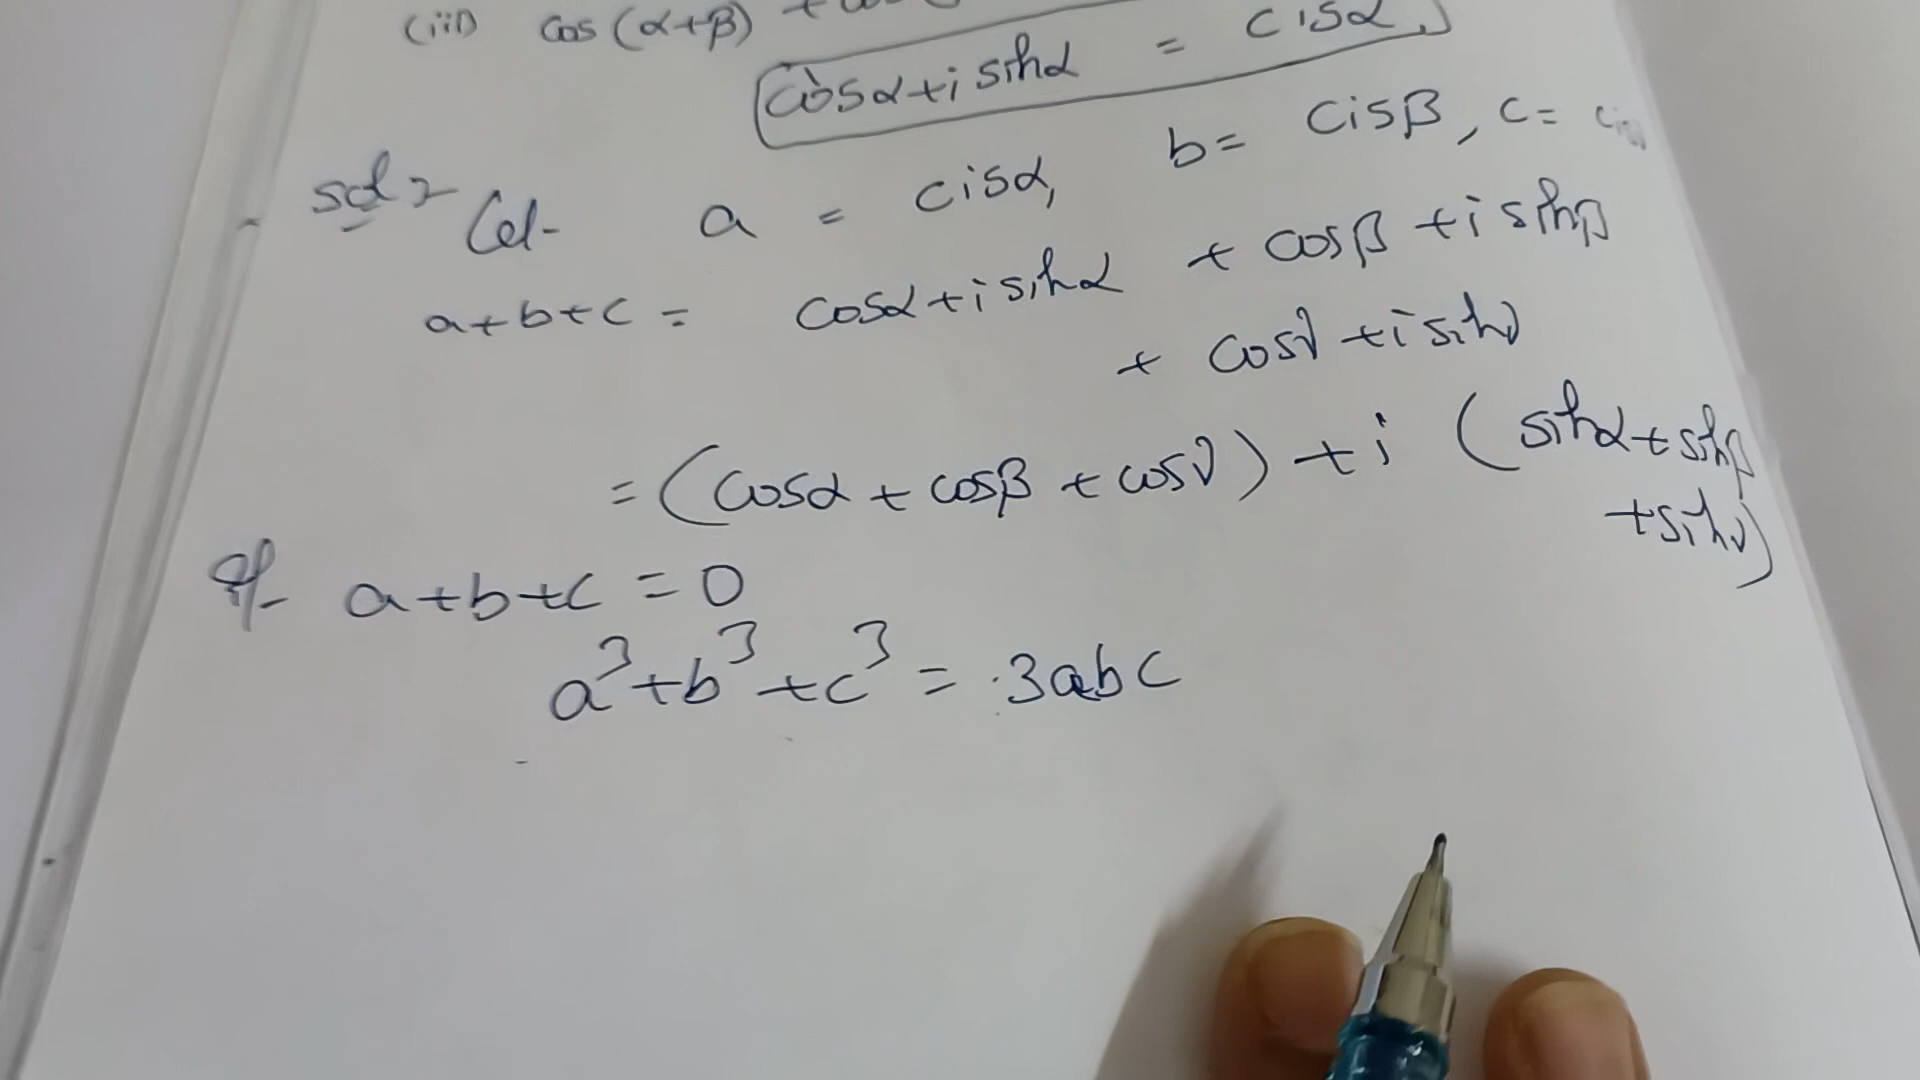 (iii) cos (α+β) +
cosα+i sinα = cisα
sol Let a = cisα, b = cisβ, c =
a+b+c = cosα+i sinα + cosβ +i sinβ
+ cosγ +i sinγ
= (cosα + cosβ + cosγ) +i (sinα+sinβ
+sinγ)
If a+b+c =0
a³+b³+c³ = 3abc